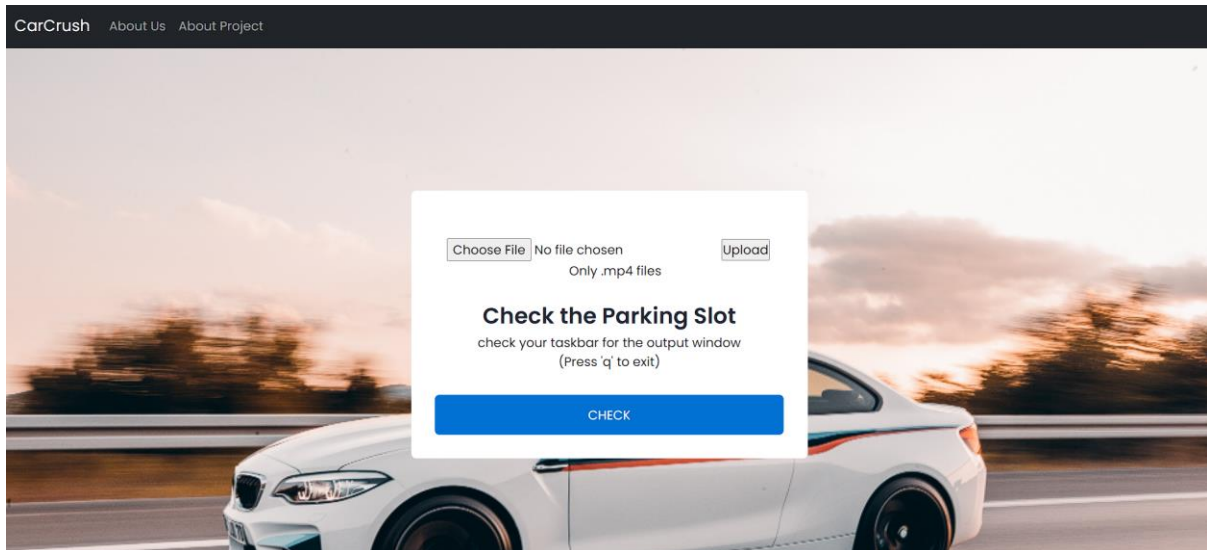 CarCrush About Us About Project
Choose File No file chosen Upload
Only .mp4 files
Check the Parking Slot
check your taskbar for the output window
(Press 'q' to exit)
CHECK